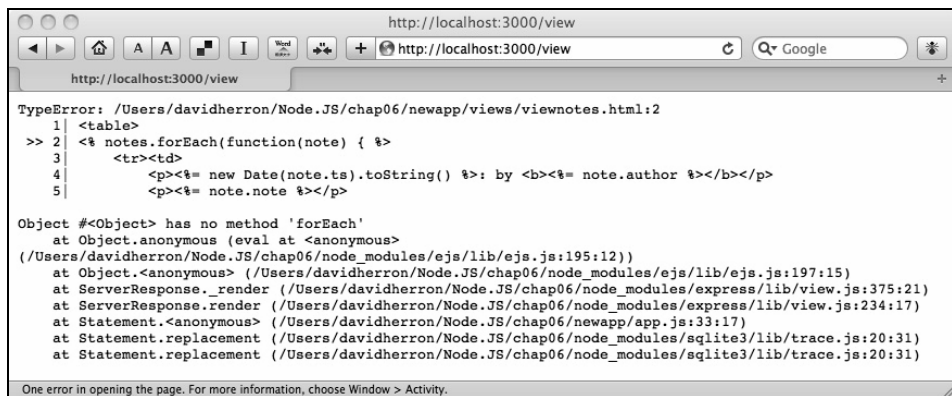 http://localhost:3000/view
A A I Word + http://localhost:3000/view Google
http://localhost:3000/view +
TypeError: /Users/davidherron/Node.JS/chap06/newapp/views/viewnotes.html:2
1| <table>
>> 2| <% notes.forEach(function(note) { %>
3| <tr><td>
4| <p><%= new Date(note.ts).toString() %>: by <b><%= note.author %></b></p>
5| <p><%= note.note %></p>
Object #<Object> has no method 'forEach'
at Object.anonymous (eval at <anonymous>
(/Users/davidherron/Node.JS/chap06/node_modules/ejs/lib/ejs.js:195:12))
at Object.<anonymous> (/Users/davidherron/Node.JS/chap06/node_modules/ejs/lib/ejs.js:197:15)
at ServerResponse._render (/Users/davidherron/Node.JS/chap06/node_modules/express/lib/view.js:375:21)
at ServerResponse.render (/Users/davidherron/Node.JS/chap06/node_modules/express/lib/view.js:234:17)
at Statement.<anonymous> (/Users/davidherron/Node.JS/chap06/newapp/app.js:33:17)
at Statement.replacement (/Users/davidherron/Node.JS/chap06/node_modules/sqlite3/lib/trace.js:20:31)
at Statement.replacement (/Users/davidherron/Node.JS/chap06/node_modules/sqlite3/lib/trace.js:20:31)
One error in opening the page. For more information, choose Window > Activity.